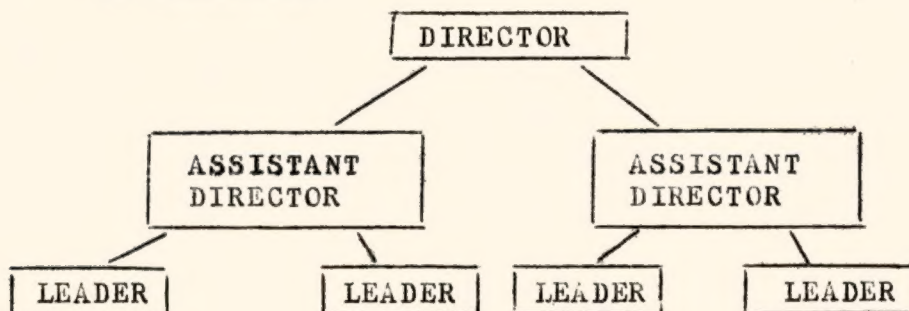 DIRECTOR
ASSISTANT
DIRECTOR
ASSISTANT
DIRECTOR
LEADER
LEADER
LEADER
LEADER